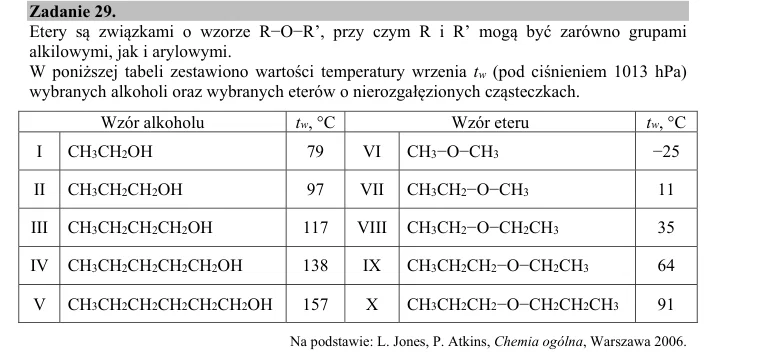 Zadanie 29.
Etery są związkami o wzorze R−O−R’, przy czym R i R’ mogą być zarówno grupami
alkilowymi, jak i arylowymi.
W poniższej tabeli zestawiono wartości temperatury wrzenia tw (pod ciśnieniem 1013 hPa)
wybranych alkoholi oraz wybranych eterów o nierozgałęzionych cząsteczkach.
Wzór alkoholu tw, °C Wzór eteru tw, °C
I CH3CH2OH 79 VI CH3−O−CH3 −25
II CH3CH2CH2OH 97 VII CH3CH2−O−CH3 11
III CH3CH2CH2CH2OH 117 VIII CH3CH2−O−CH2CH3 35
IV CH3CH2CH2CH2CH2OH 138 IX CH3CH2CH2−O−CH2CH3 64
V CH3CH2CH2CH2CH2CH2OH 157 X CH3CH2CH2−O−CH2CH2CH3 91
Na podstawie: L. Jones, P. Atkins, Chemia ogólna, Warszawa 2006.